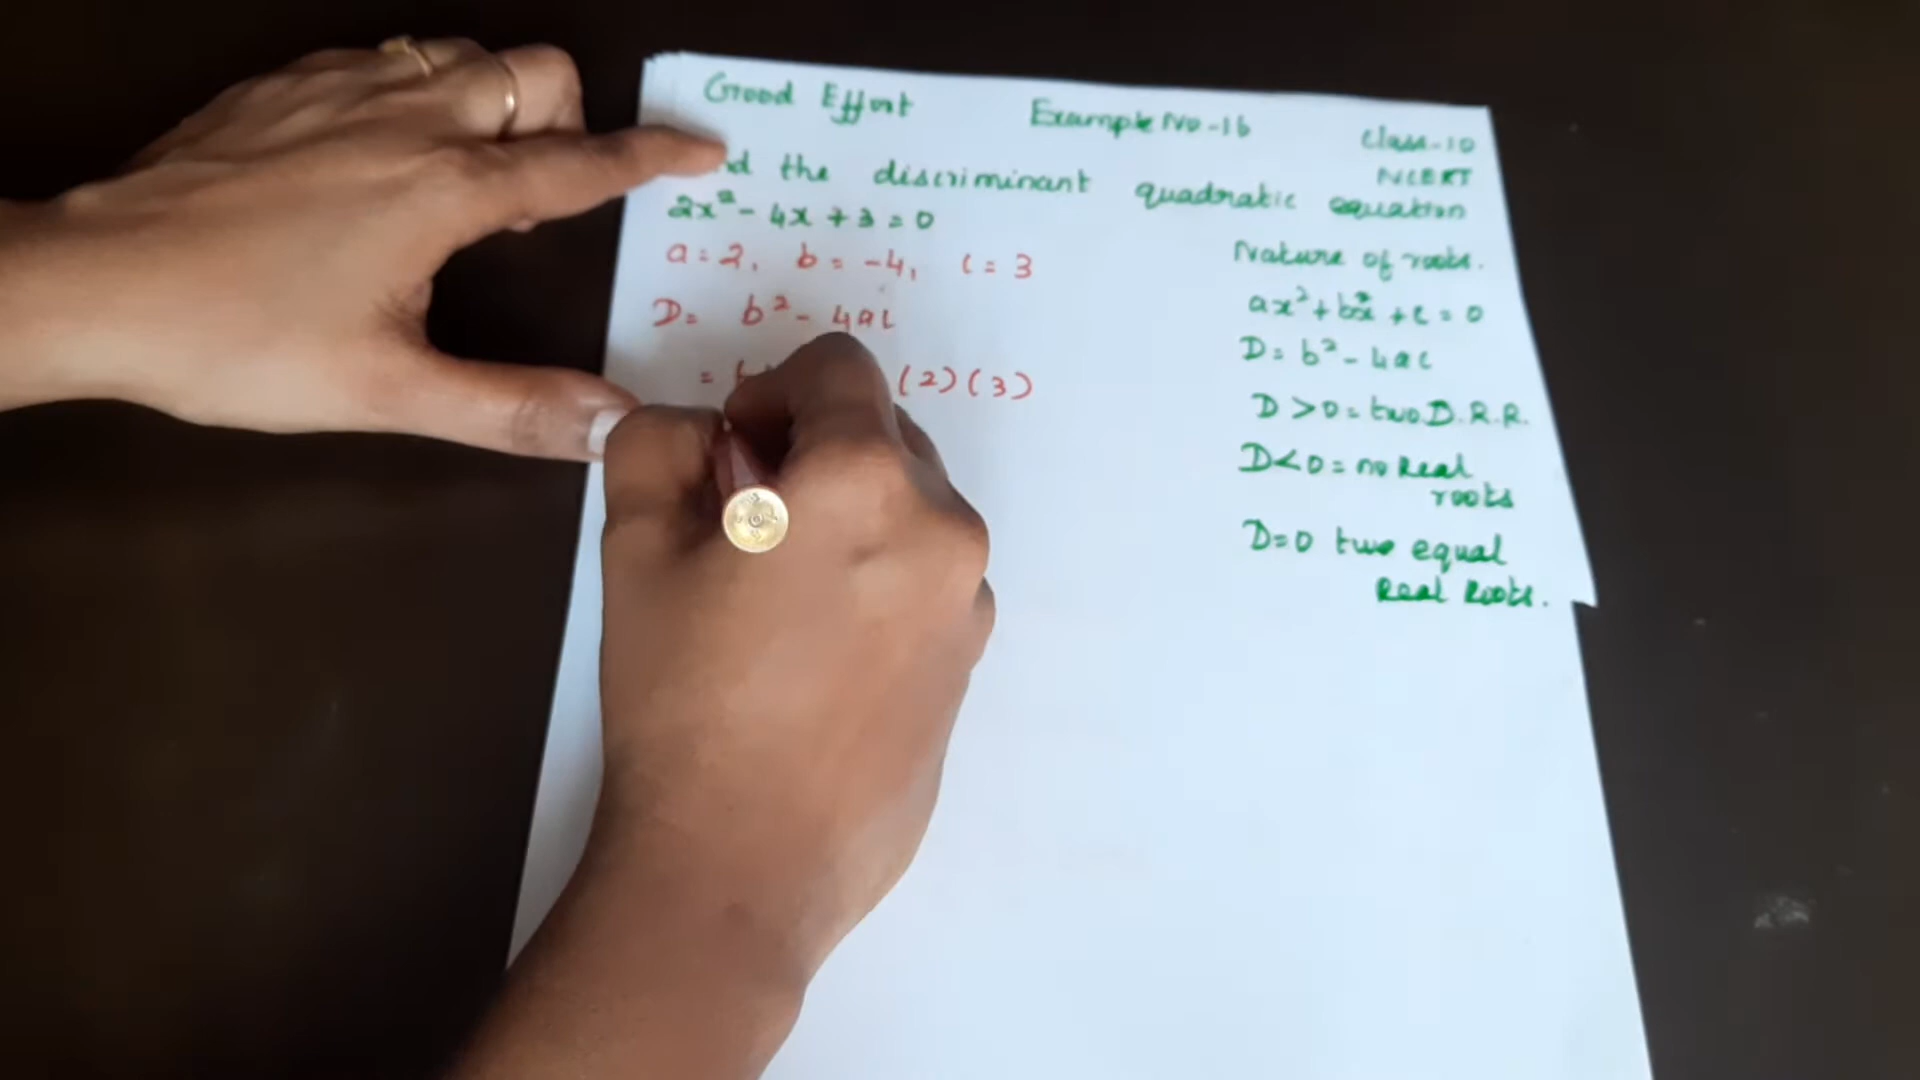 Good Effort Example No-16 Class-10
NCERT
the discriminant quadratic equation
2x² - 4x + 3 = 0
a = 2, b = -4, c = 3
D = b² - 4ac
= (2)(3)
Nature of roots.
ax² + bx + c = 0
D = b² - 4ac
D > 0 = two D.R.R.
D < 0 = no Real
roots
D = 0 two equal
Real Roots.